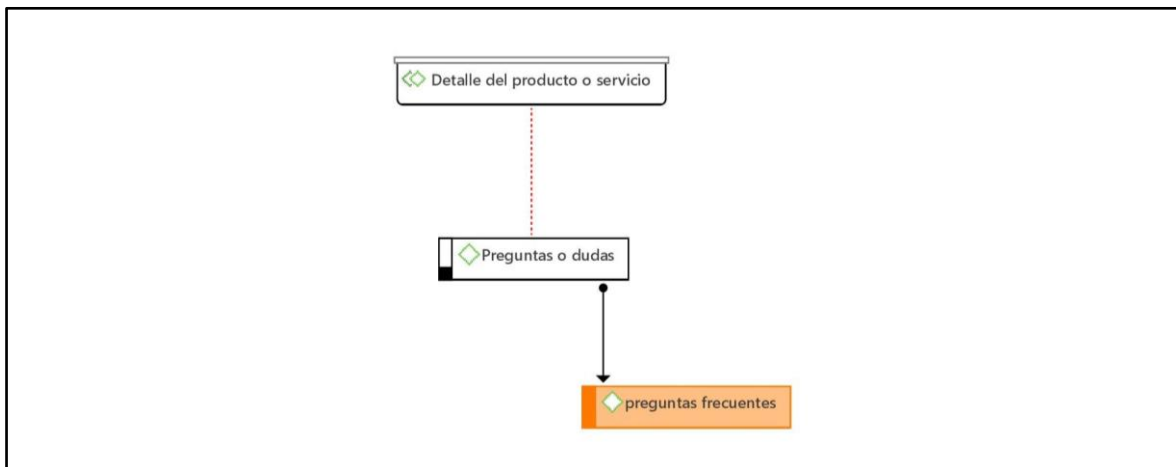 Detalle del producto o servicio
Preguntas o dudas
preguntas frecuentes